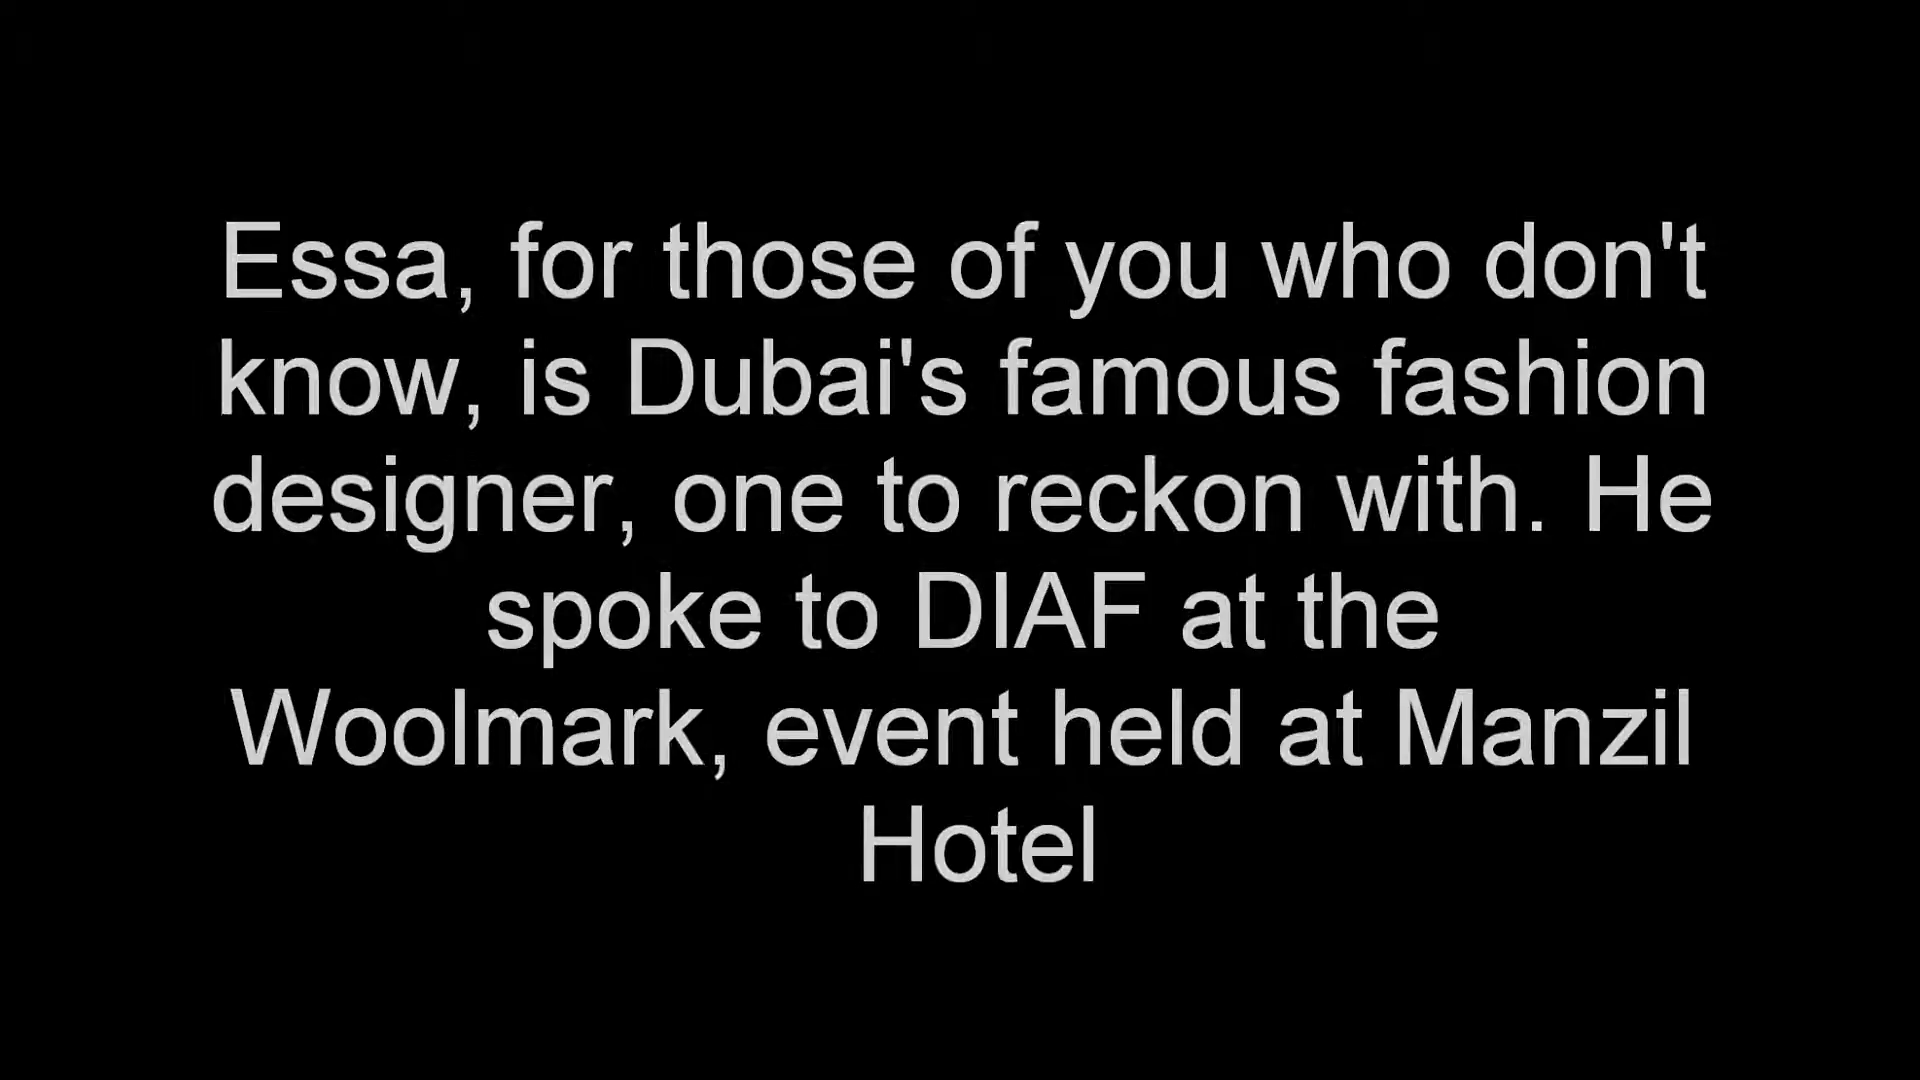 Essa, for those of you who don't
know, is Dubai's famous fashion
designer, one to reckon with. He
spoke to DIAF at the
Woolmark, event held at Manzil
Hotel